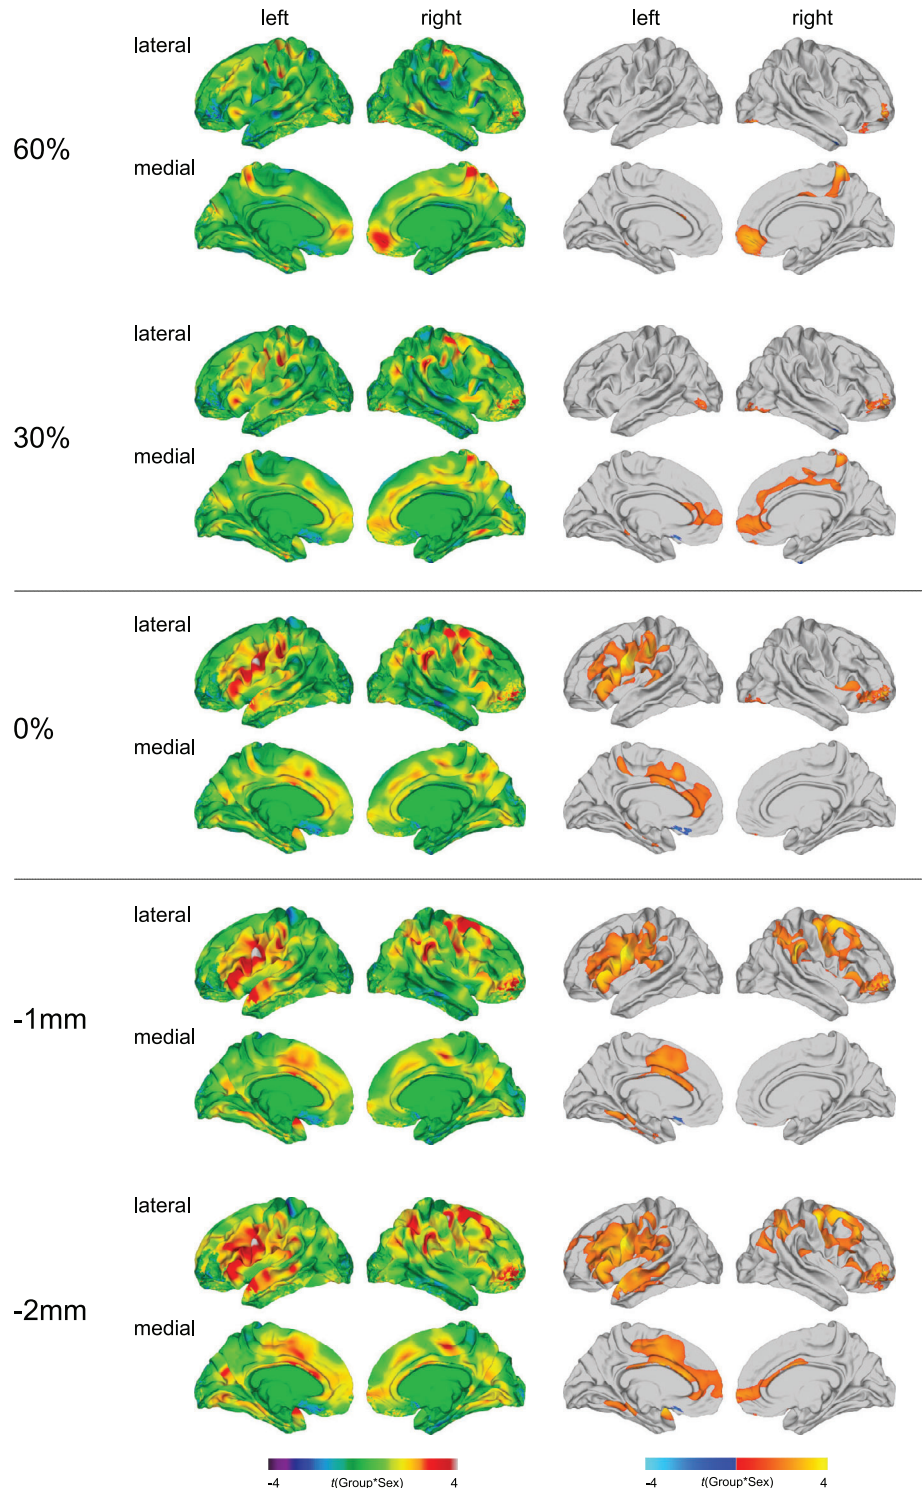 left right left right
lateral
60%
medial
lateral
30%
medial
lateral
0%
medial
lateral
-1mm
medial
lateral
-2mm
medial
-4 t(Group*Sex) 4 -4 t(Group*Sex) 4